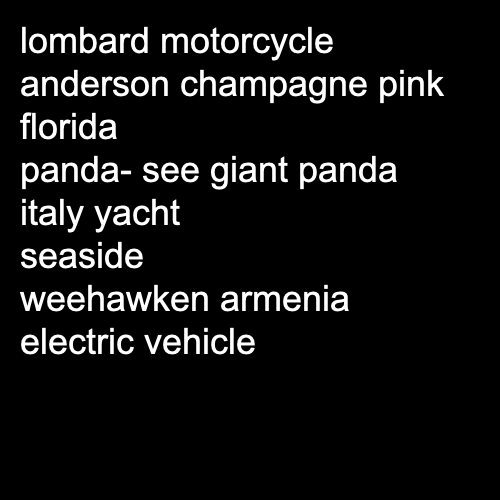 lombard motorcycle
anderson champagne pink
florida
panda- see giant panda
italy yacht
seaside
weehawken armenia
electric vehicle